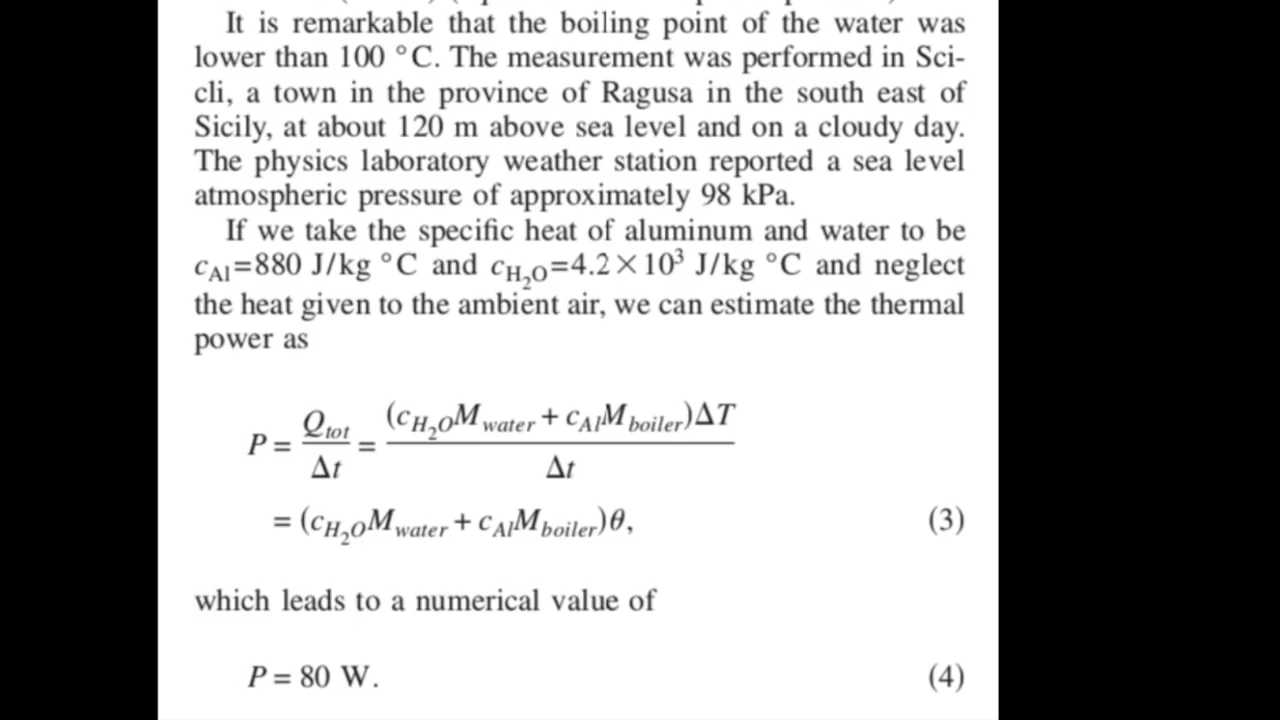 It is remarkable that the boiling point of the water was
lower than 100 °C. The measurement was performed in Sci-
cli, a town in the province of Ragusa in the south east of
Sicily, at about 120 m above sea level and on a cloudy day.
The physics laboratory weather station reported a sea level
atmospheric pressure of approximately 98 kPa.
If we take the specific heat of aluminum and water to be
c_Al=880 J/kg °C and c_H₂O=4.2×10³ J/kg °C and neglect
the heat given to the ambient air, we can estimate the thermal
power as
P = Q_tot/Δt = (c_H₂O M_water + c_Al M_boiler)ΔT/Δt
= (c_H₂O M_water + c_Al M_boiler)θ, (3)
which leads to a numerical value of
P = 80 W. (4)